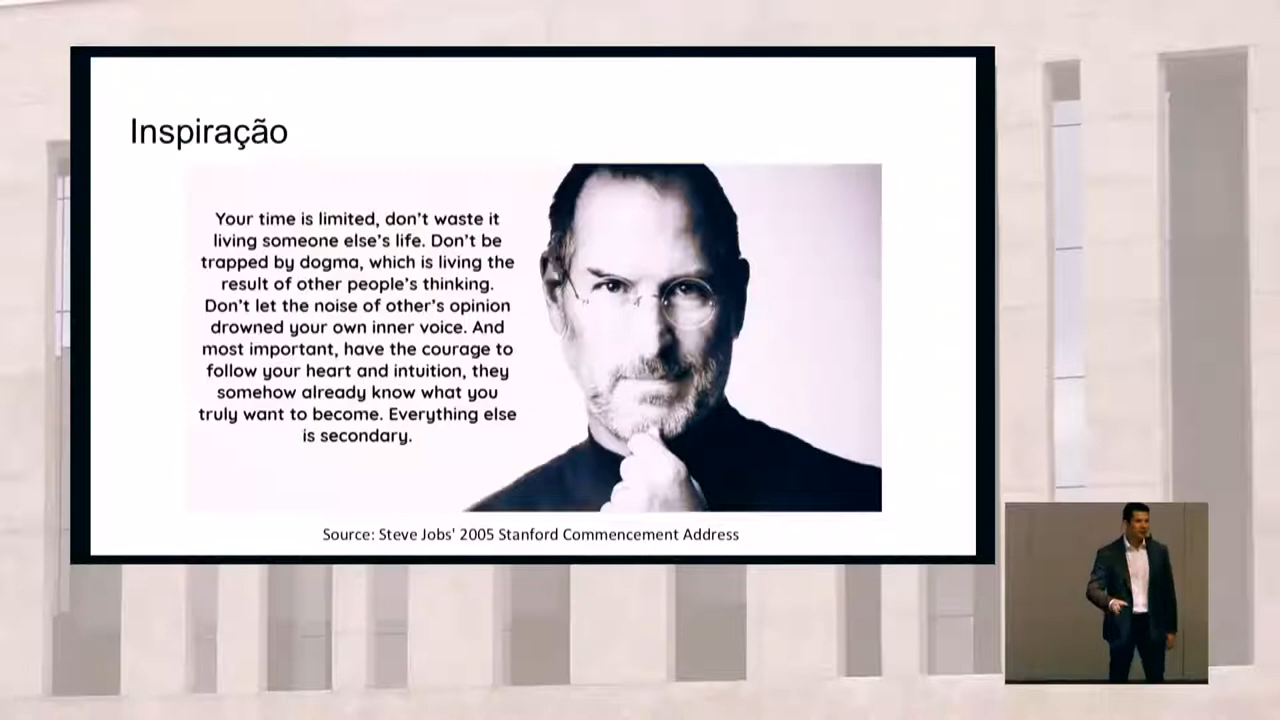 Inspiração
Your time is limited, don't waste it
living someone else's life. Don't be
trapped by dogma, which is living the
result of other people's thinking.
Don't let the noise of other's opinion
drowned your own inner voice. And
most important, have the courage to
follow your heart and intuition, they
somehow already know what you
truly want to become. Everything else
is secondary.
Source: Steve Jobs' 2005 Stanford Commencement Address